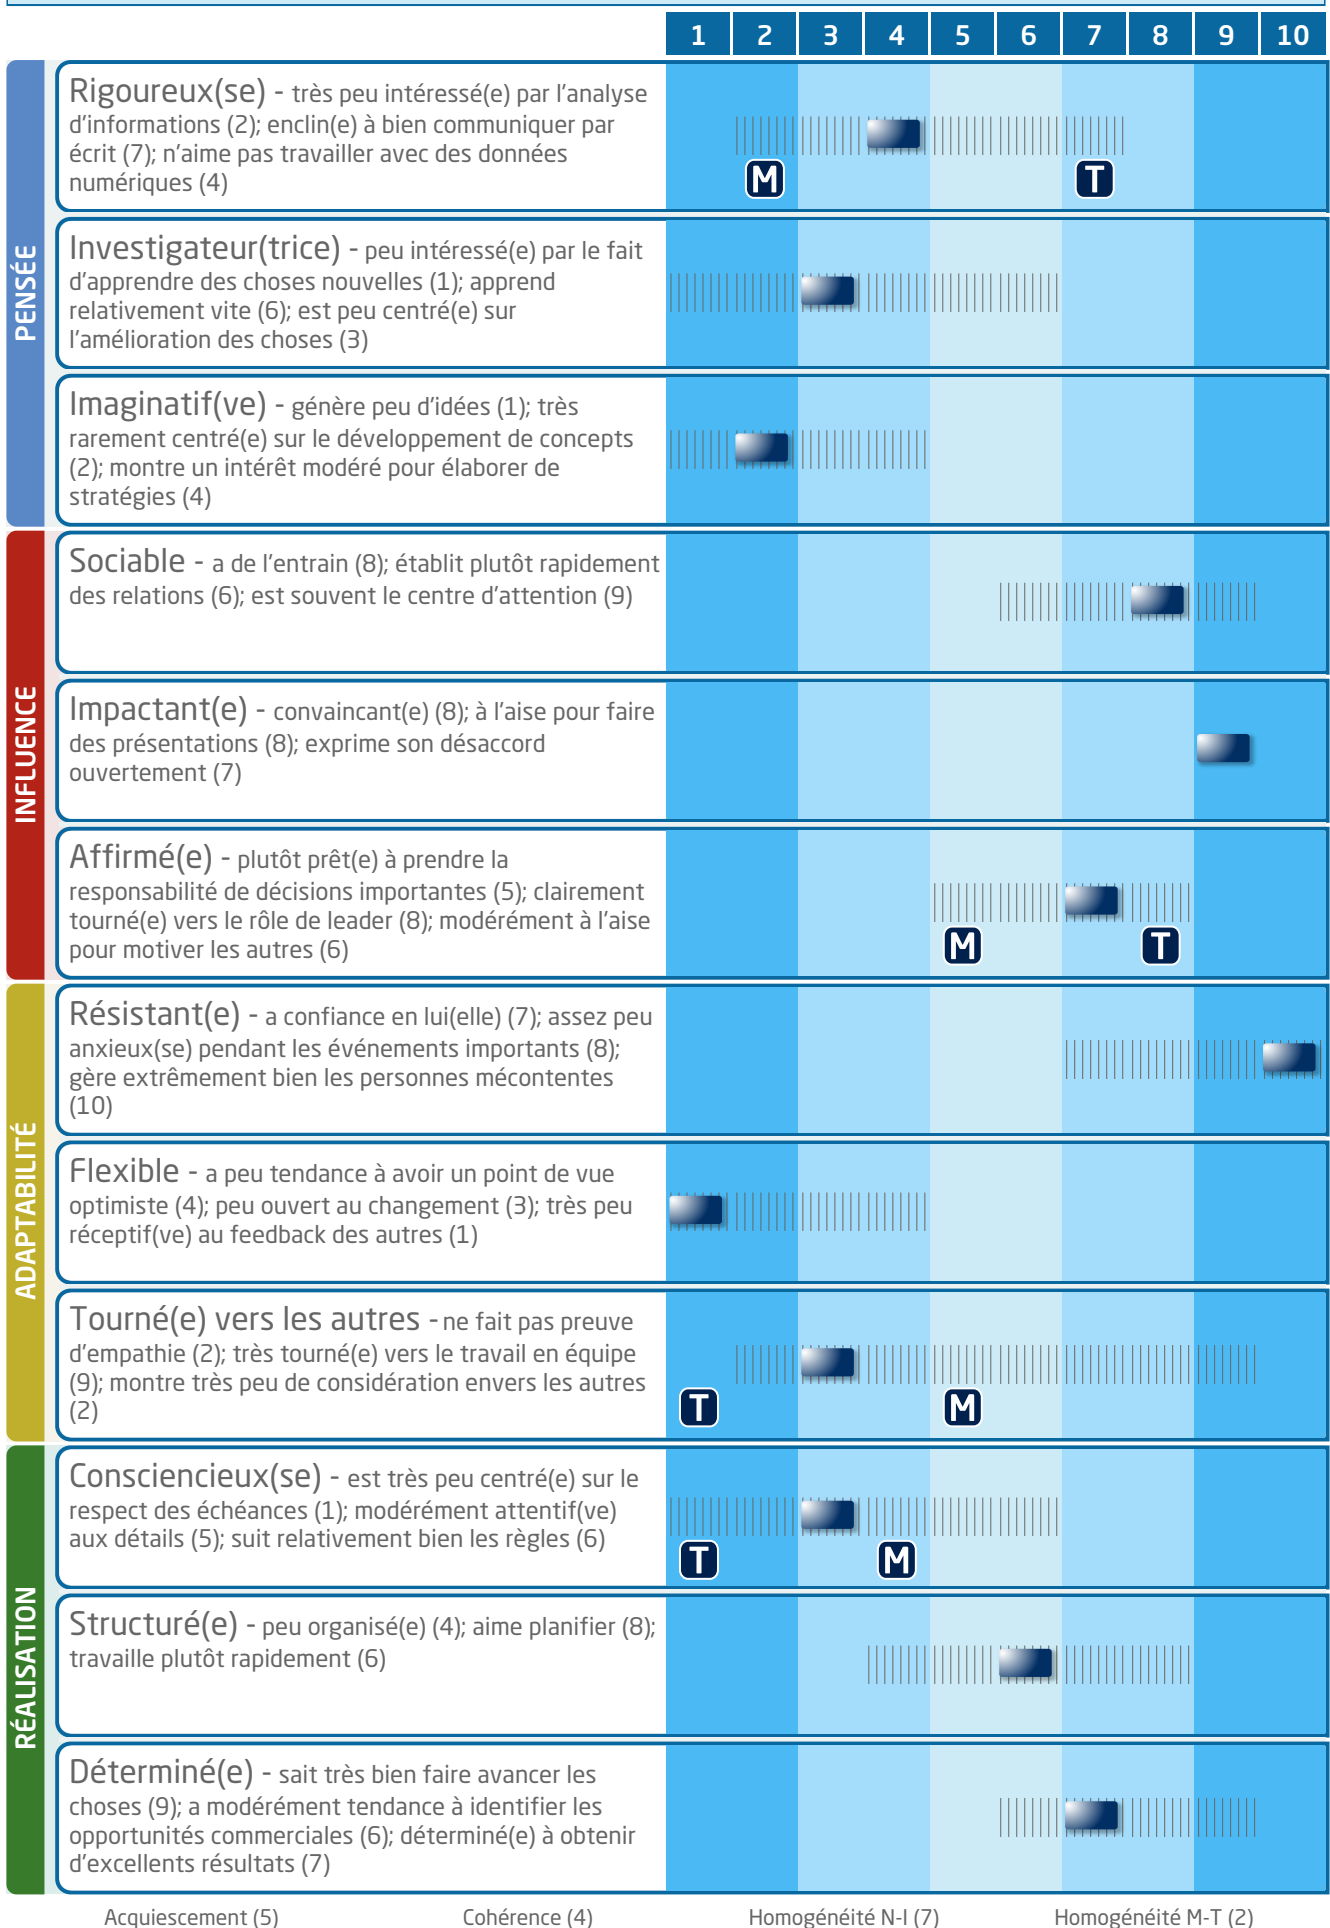 1 2 3 4 5 6 7 8 9 10
PENSÉE
Rigoureux(se) - très peu intéressé(e) par l'analyse
d'informations (2); enclin(e) à bien communiquer par
écrit (7); n'aime pas travailler avec des données
numériques (4)
M T
Investigateur(trice) - peu intéressé(e) par le fait
d'apprendre des choses nouvelles (1); apprend
relativement vite (6); est peu centré(e) sur
l'amélioration des choses (3)
Imaginatif(ve) - génère peu d'idées (1); très
rarement centré(e) sur le développement de concepts
(2); montre un intérêt modéré pour élaborer de
stratégies (4)
INFLUENCE
Sociable - a de l'entrain (8); établit plutôt rapidement
des relations (6); est souvent le centre d'attention (9)
Impactant(e) - convaincant(e) (8); à l'aise pour faire
des présentations (8); exprime son désaccord
ouvertement (7)
Affirmé(e) - plutôt prêt(e) à prendre la
responsabilité de décisions importantes (5); clairement
tourné(e) vers le rôle de leader (8); modérément à l'aise
pour motiver les autres (6)
M T
ADAPTABILITÉ
Résistant(e) - a confiance en lui(elle) (7); assez peu
anxieux(se) pendant les événements importants (8);
gère extrêmement bien les personnes mécontentes
(10)
Flexible - a peu tendance à avoir un point de vue
optimiste (4); peu ouvert au changement (3); très peu
réceptif(ve) au feedback des autres (1)
Tourné(e) vers les autres - ne fait pas preuve
d'empathie (2); très tourné(e) vers le travail en équipe
(9); montre très peu de considération envers les autres
(2)
T M
RÉALISATION
Consciencieux(se) - est très peu centré(e) sur le
respect des échéances (1); modérément attentif(ve)
aux détails (5); suit relativement bien les règles (6)
T M
Structuré(e) - peu organisé(e) (4); aime planifier (8);
travaille plutôt rapidement (6)
Déterminé(e) - sait très bien faire avancer les
choses (9); a modérément tendance à identifier les
opportunités commerciales (6); déterminé(e) à obtenir
d'excellents résultats (7)
Acquiescement (5) Cohérence (4) Homogénéité N-I (7) Homogénéité M-T (2)